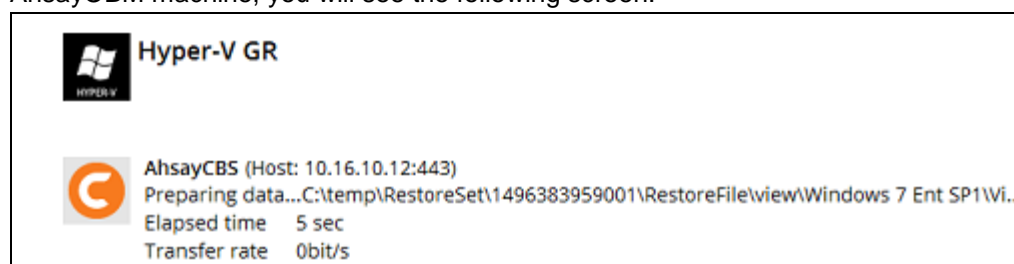 AhsayOBM machine, you will see the following screen.
Hyper-V GR
HYPER-V
AhsayCBS (Host: 10.16.10.12:443)
Preparing data...C:\temp\RestoreSet\1496383959001\RestoreFile\view\Windows 7 Ent SP1\Vi...
Elapsed time 5 sec
Transfer rate 0bit/s